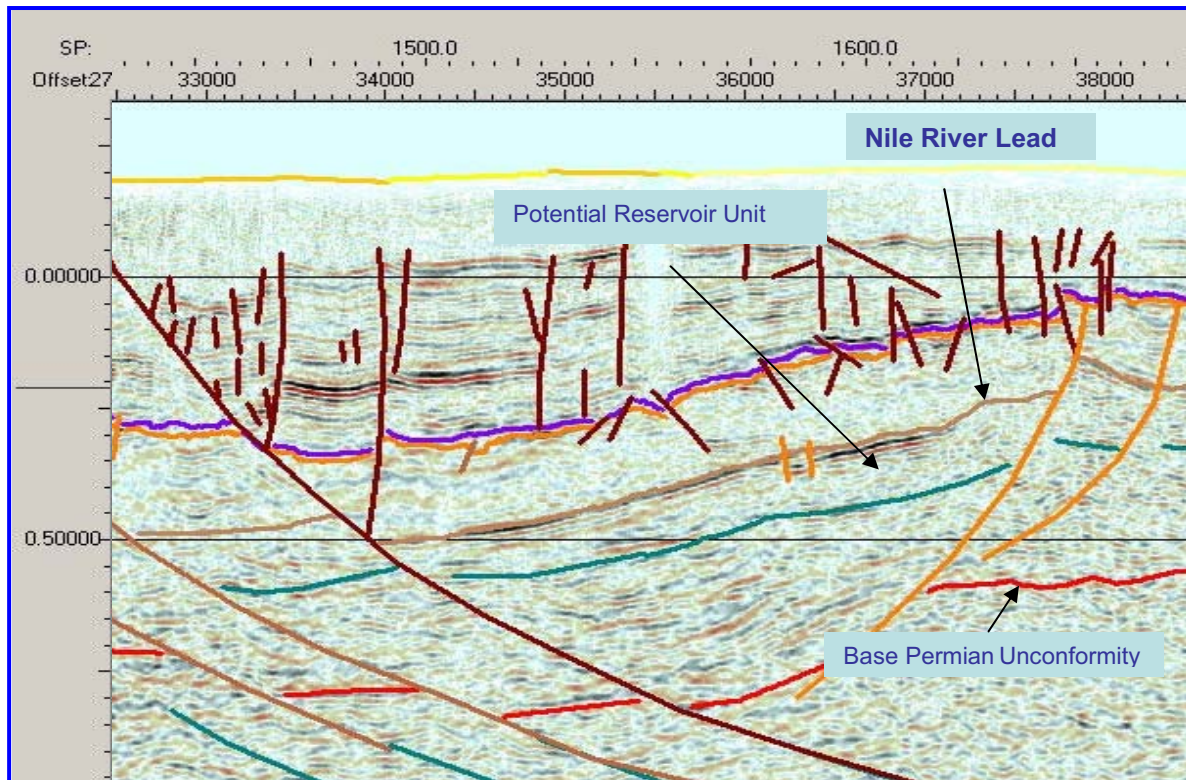 SP: 1500.0 1600.0
Offset27 33000 34000 35000 36000 37000 38000
Nile River Lead
Potential Reservoir Unit
0.00000
0.50000
Base Permian Unconformity